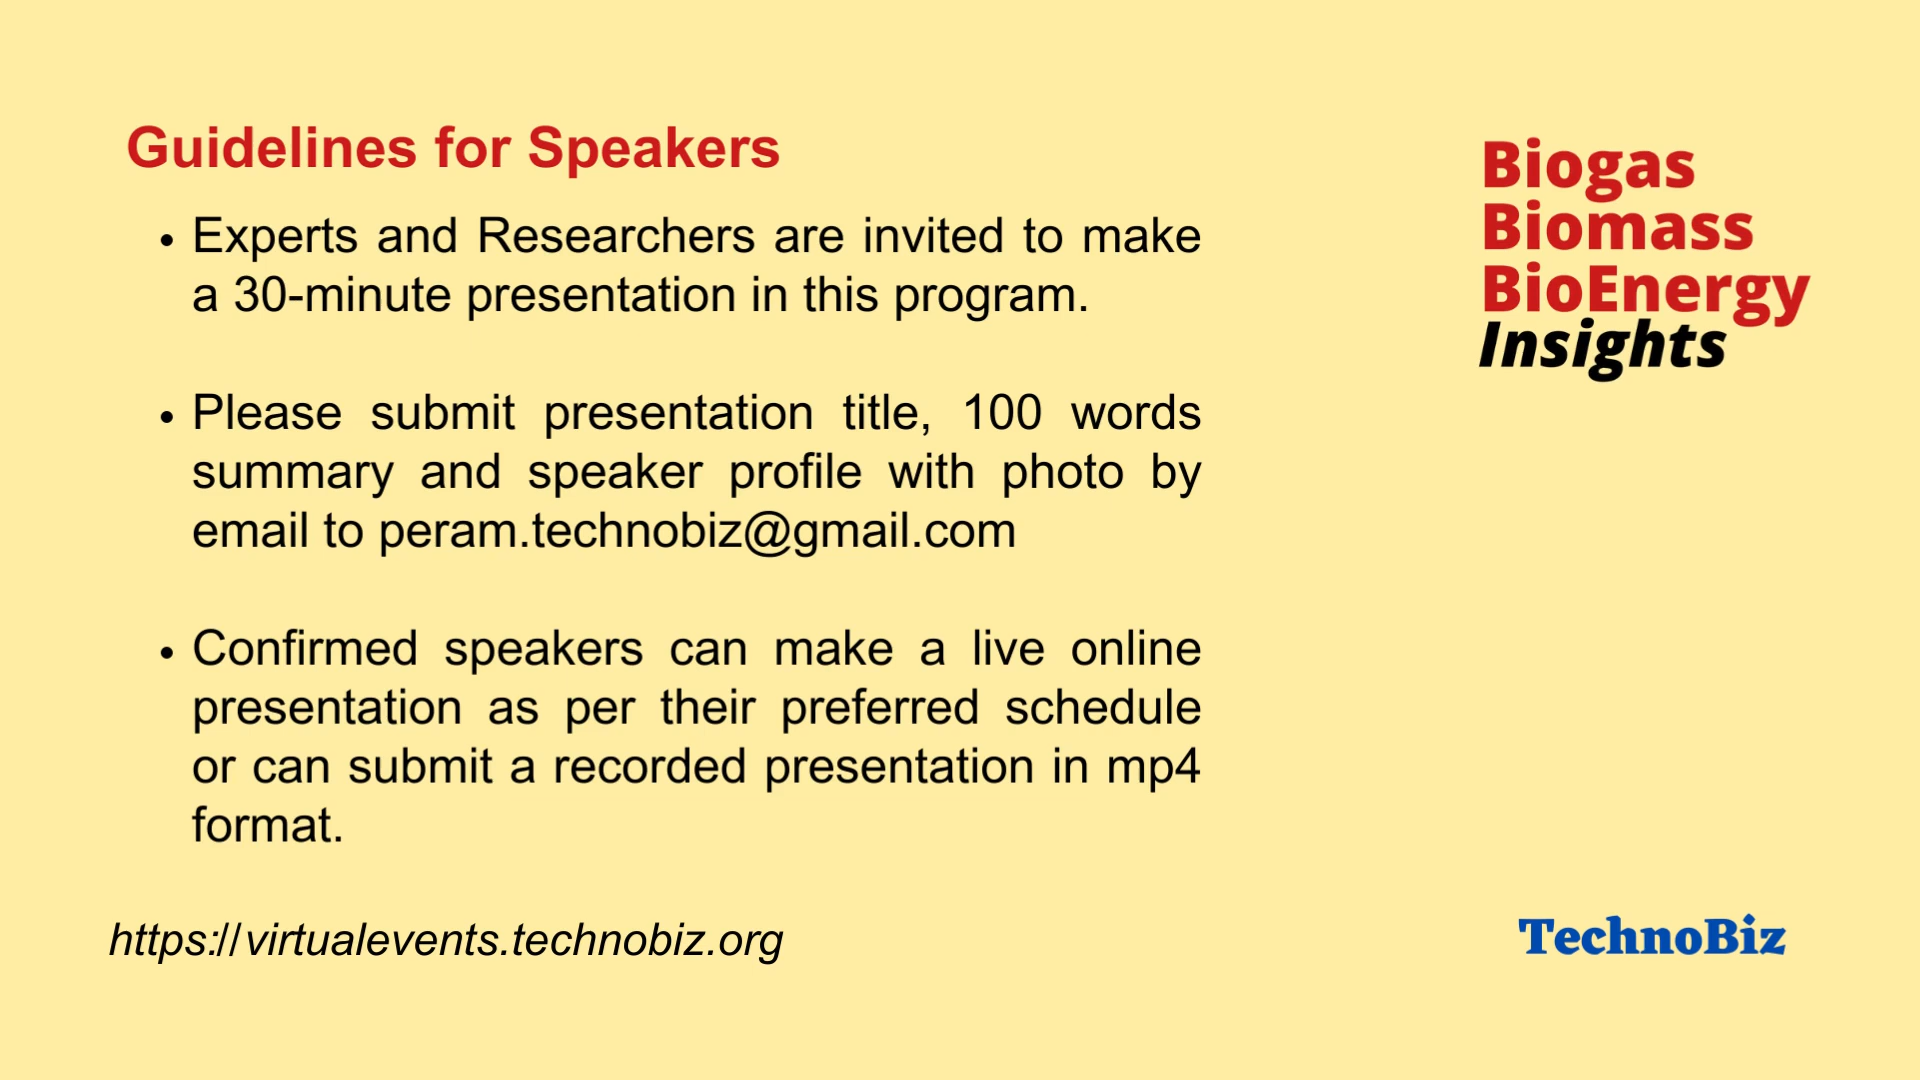 Guidelines for Speakers
• Experts and Researchers are invited to make
a 30-minute presentation in this program.
• Please submit presentation title, 100 words
summary and speaker profile with photo by
email to peram.technobiz@gmail.com
• Confirmed speakers can make a live online
presentation as per their preferred schedule
or can submit a recorded presentation in mp4
format.
https://virtualevents.technobiz.org
Biogas
Biomass
BioEnergy
Insights
TechnoBiz